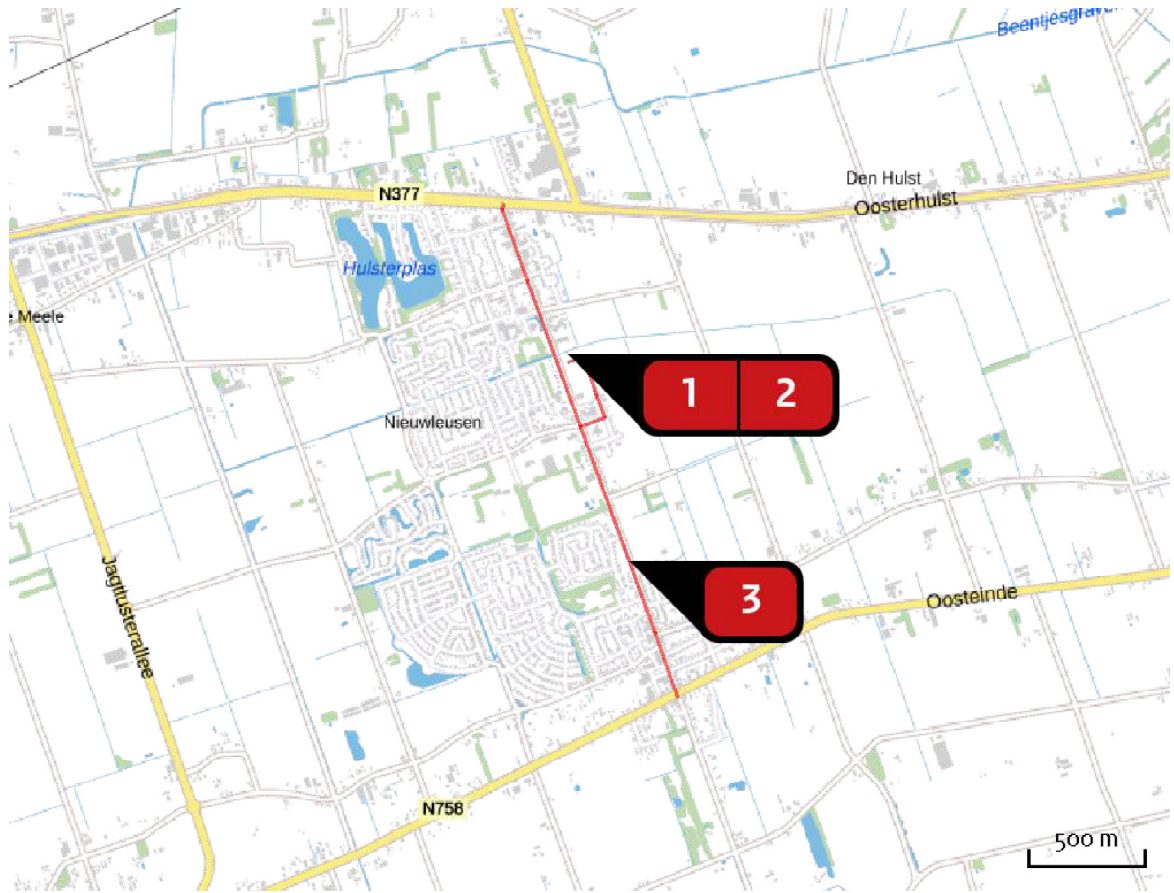 Beentjesgraven
N377
Den Hulst
Oosterhulst
Hulsterplas
Meele
1 2
Nieuwleusen
3
Jagtlusterallee
Oosteinde
N758
500 m